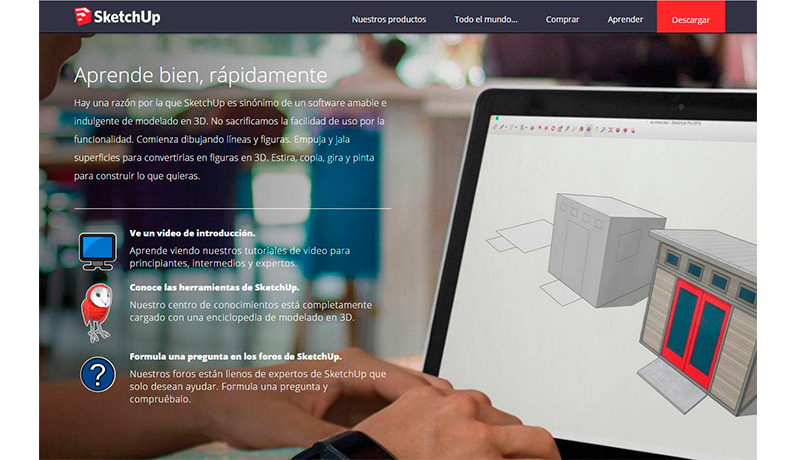 SketchUp
Nuestros productos Todo el mundo... Comprar Aprender Descargar
Aprende bien, rápidamente
Hay una razón por la que SketchUp es sinónimo de un software amable e
indulgente de modelado en 3D. No sacrificamos la facilidad de uso por la
funcionalidad. Comienza dibujando líneas y figuras. Empuja y jala
superficies para convertirlas en figuras en 3D. Estira, copia, gira y pinta
para construir lo que quieras.
Ve un video de introducción.
Aprende viendo nuestros tutoriales de video para
principiantes, intermedios y expertos.
Conoce las herramientas de SketchUp.
Nuestro centro de conocimientos está completamente
cargado con una enciclopedia de modelado en 3D.
?
Formula una pregunta en los foros de SketchUp.
Nuestros foros están llenos de expertos de SketchUp que
solo desean ayudar. Formula una pregunta y
compruébalo.